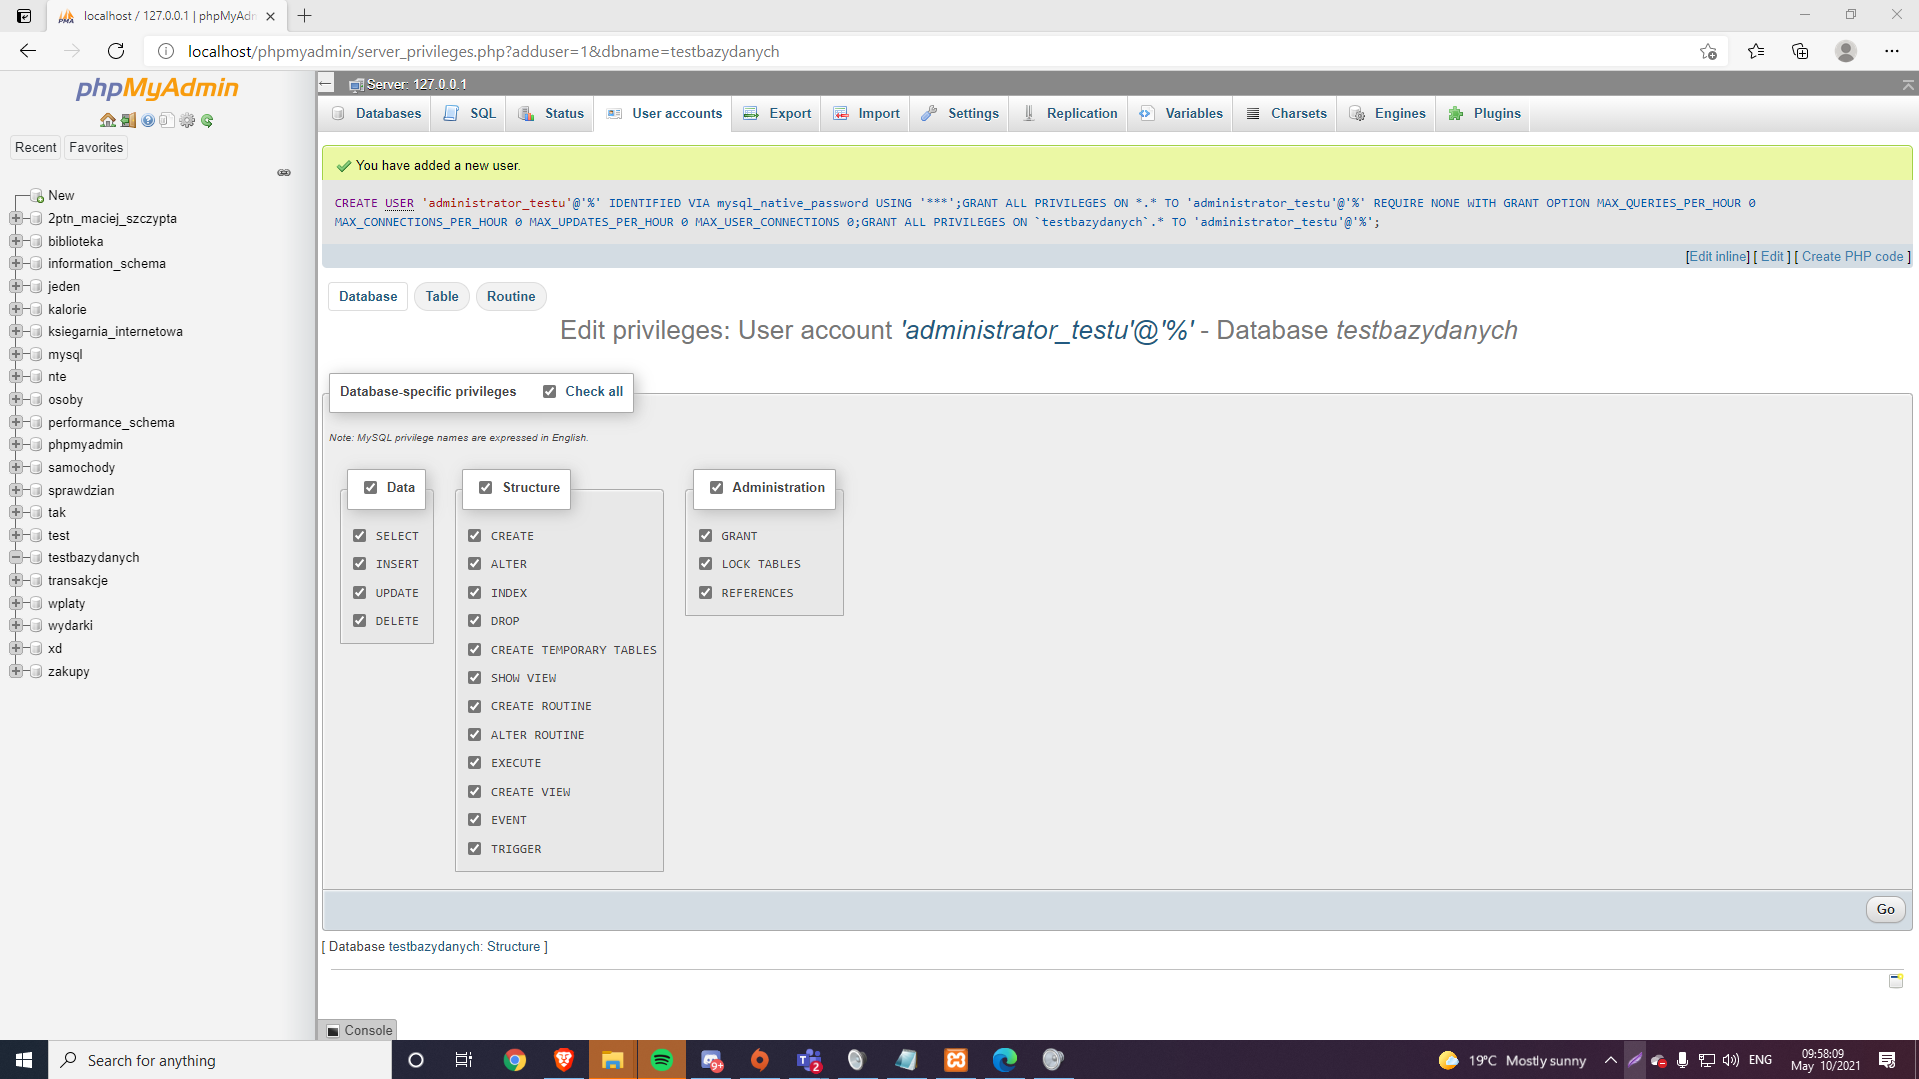 localhost / 127.0.0.1 | phpMyAdm
localhost/phpmyadmin/server_privileges.php?adduser=1&dbname=testbazydanych
phpMyAdmin
Recent
Favorites
New
2ptn_maciej_szczypta
biblioteka
information_schema
jeden
kalorie
ksiegarnia_internetowa
mysql
nte
osoby
performance_schema
phpmyadmin
samochody
sprawdzian
tak
test
testbazydanych
transakcje
wplaty
wydarki
xd
zakupy
Server: 127.0.0.1
Databases
SQL
Status
User accounts
Export
Import
Settings
Replication
Variables
Charsets
Engines
Plugins
You have added a new user.
CREATE USER 'administrator_testu'@'%' IDENTIFIED VIA mysql_native_password USING '***';GRANT ALL PRIVILEGES ON *.* TO 'administrator_testu'@'%' REQUIRE NONE WITH GRANT OPTION MAX_QUERIES_PER_HOUR 0
MAX_CONNECTIONS_PER_HOUR 0 MAX_UPDATES_PER_HOUR 0 MAX_USER_CONNECTIONS 0;GRANT ALL PRIVILEGES ON `testbazydanych`.* TO 'administrator_testu'@'%';
[Edit inline] [ Edit ] [ Create PHP code ]
Database
Table
Routine
Edit privileges: User account 'administrator_testu'@'%' - Database testbazydanych
Database-specific privileges
Check all
Note: MySQL privilege names are expressed in English.
Data
SELECT
INSERT
UPDATE
DELETE
Structure
CREATE
ALTER
INDEX
DROP
CREATE TEMPORARY TABLES
SHOW VIEW
CREATE ROUTINE
ALTER ROUTINE
EXECUTE
CREATE VIEW
EVENT
TRIGGER
Administration
GRANT
LOCK TABLES
REFERENCES
Go
[ Database testbazydanych: Structure ]
Console
Search for anything
9+
2
19°C Mostly sunny
ENG
09:58:09
May 10/2021